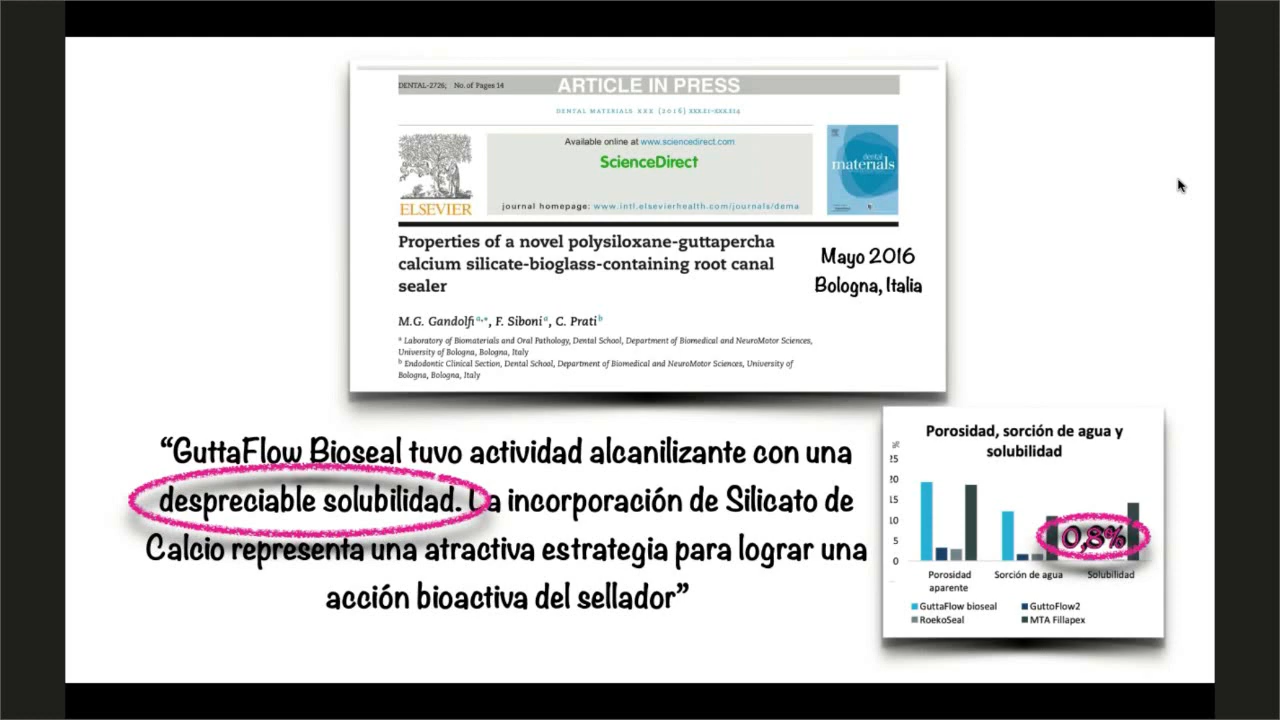 DENTAL-2726; No. of Pages 14
ARTICLE IN PRESS
DENTAL MATERIALS XXX (2016) XXX.E1–XXX.E14
Available online at www.sciencedirect.com
ScienceDirect
journal homepage: www.intl.elsevierhealth.com/journals/dema
ELSEVIER
dental
materials
Properties of a novel polysiloxane-guttapercha
calcium silicate-bioglass-containing root canal
sealer
Mayo 2016
Bologna, Italia
M.G. Gandolfi a,*, F. Siboni a, C. Prati b
a Laboratory of Biomaterials and Oral Pathology, Dental School, Department of Biomedical and NeuroMotor Sciences,
University of Bologna, Bologna, Italy
b Endodontic Clinical Section, Dental School, Department of Biomedical and NeuroMotor Sciences, University of
Bologna, Bologna, Italy
“GuttaFlow Bioseal tuvo actividad alcanilizante con una
despreciable solubilidad. La incorporación de Silicato de
Calcio representa una atractiva estrategia para lograr una
acción bioactiva del sellador”
Porosidad, sorción de agua y
solubilidad
%
25
20
15
10
5
0
0,8%
Porosidad
aparente
Sorción de agua
Solubilidad
GuttaFlow bioseal
GuttoFlow2
RoekoSeal
MTA Fillapex